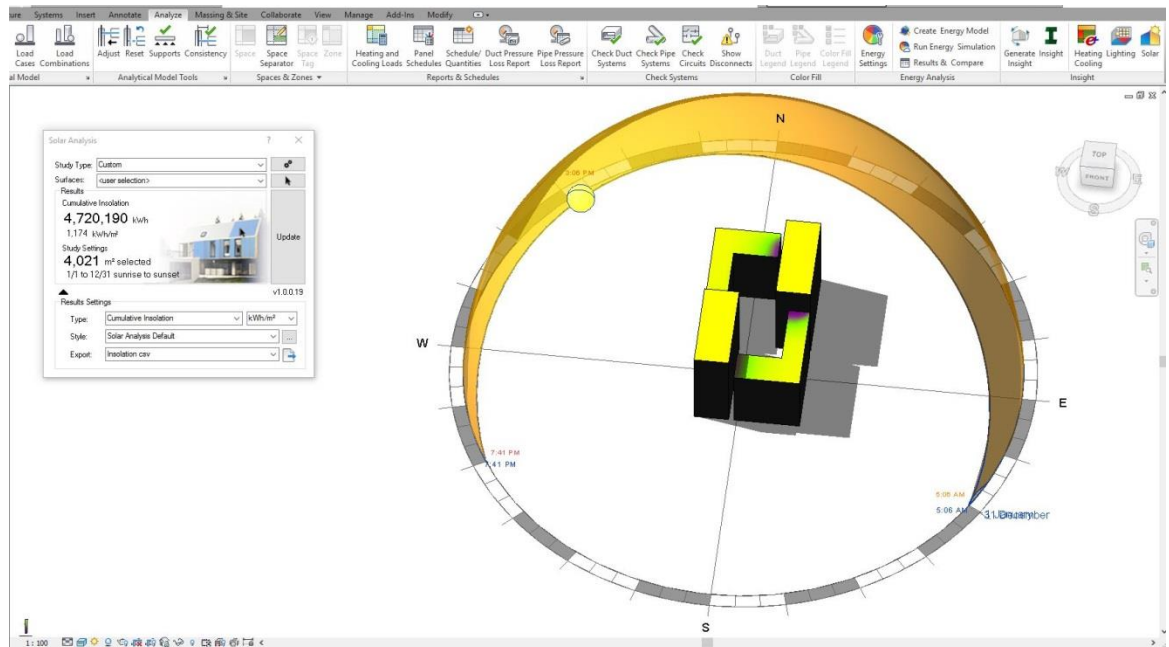 ure Systems Insert Annotate Analyze Massing & Site Collaborate View Manage Add-Ins Modify
Load Cases
Load Combinations
Adjust
Reset
Supports
Consistency
Space
Space Separator
Space Tag
Zone
Heating and Cooling Loads
Panel Schedules
Schedule/ Quantities
Duct Pressure Loss Report
Pipe Pressure Loss Report
Check Duct Systems
Check Pipe Systems
Check Circuits
Show Disconnects
Duct Legend
Pipe Legend
Color Fill Legend
Energy Settings
Create Energy Model
Run Energy Simulation
Results & Compare
Generate Insight
Insight
Heating Cooling
Lighting
Solar
al Model
Analytical Model Tools
Spaces & Zones
Reports & Schedules
Check Systems
Color Fill
Energy Analysis
Insight
Solar Analysis
Study Type: Custom
Surfaces: <user selection>
Results
Cumulative Insolation
4,720,190 kWh
1,174 kWh/m²
Study Settings
4,021 m² selected
1/1 to 12/31 sunrise to sunset
Update
v1.0.0.19
Results Settings
Type: Cumulative Insolation kWh/m²
Style: Solar Analysis Default
Export: Insolation csv
N
3:06 PM
W
E
S
7:41 PM
7:41 PM
5:06 AM
5:06 AM
TOP
FRONT
W
E
S
1 : 100